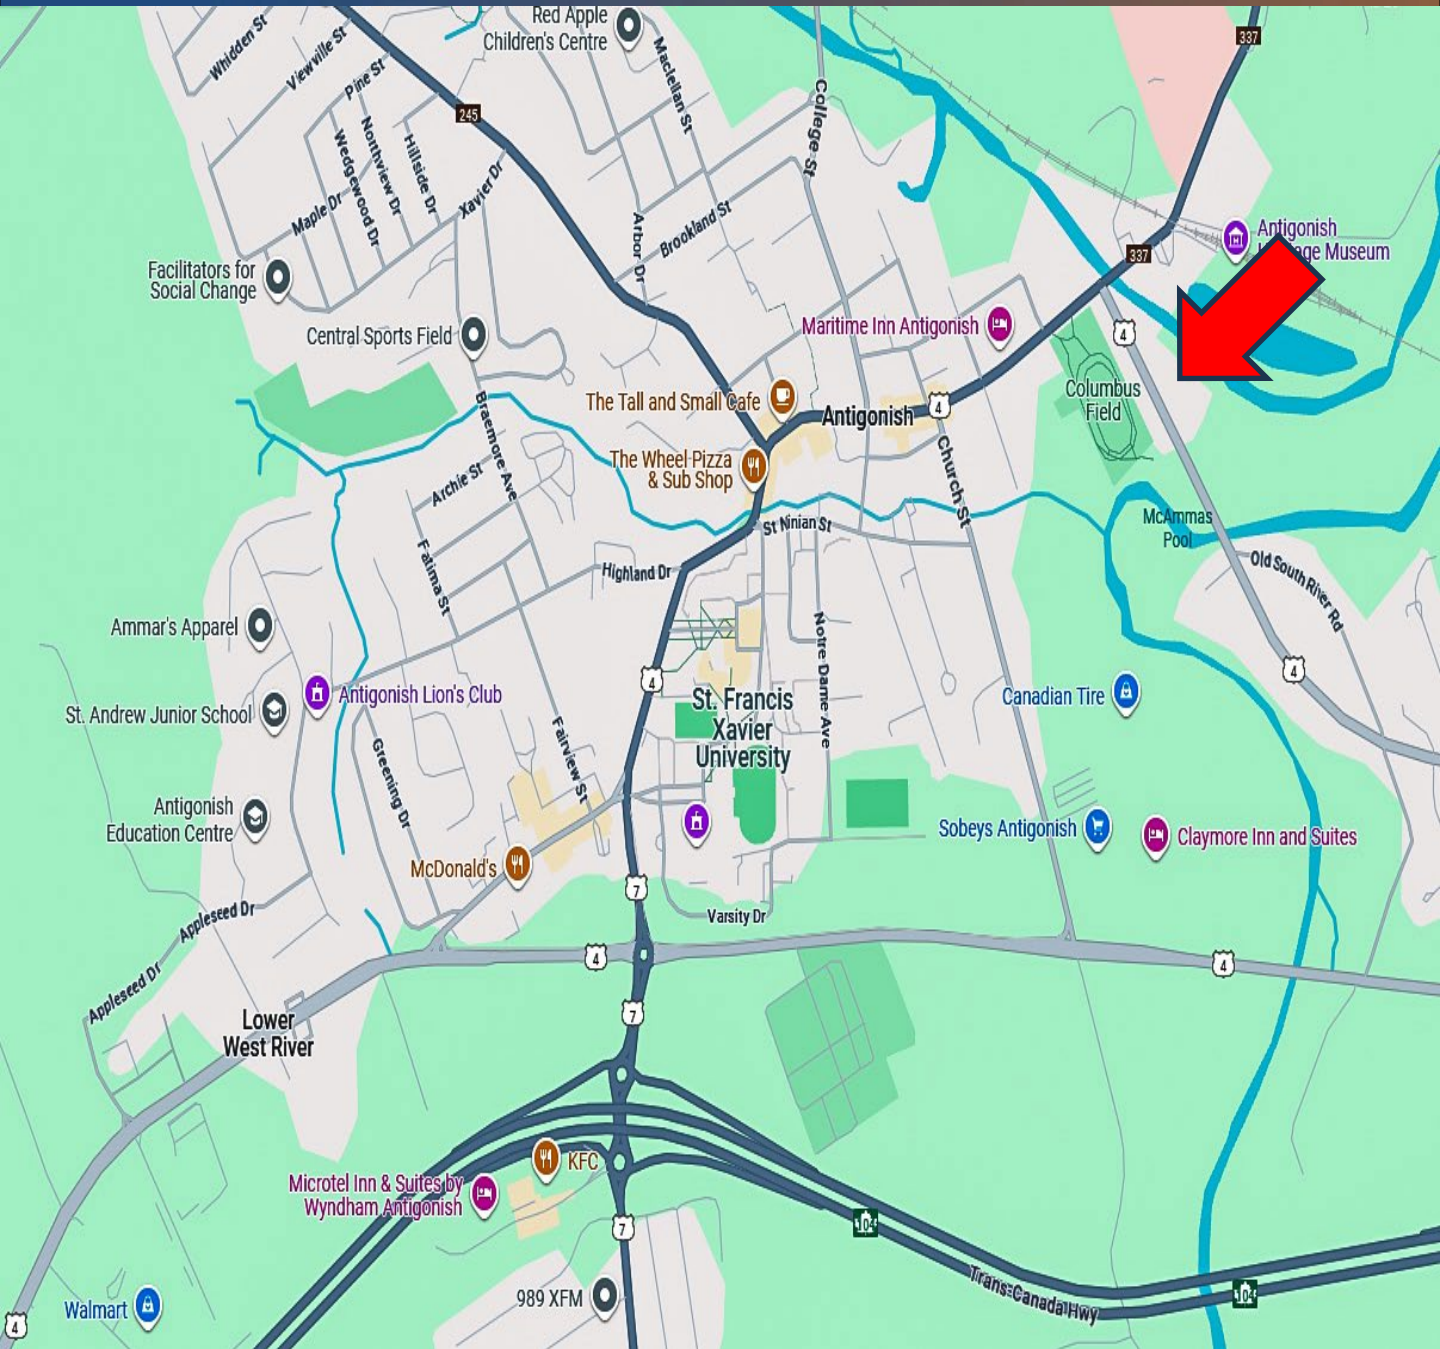 Red Apple
Children's Centre
337
Whidden St
Viewville St
Pine St
Maclellan St
College St
245
Wedgewood Dr
Northview Dr
Hillside Dr
Xavier Dr
Maple Dr
Arbor Dr
Brookland St
Antigonish
Museum
337
Facilitators for
Social Change
Central Sports Field
Maritime Inn Antigonish
4
Columbus
Field
The Tall and Small Cafe
Antigonish
4
Braemore Ave
The Wheel Pizza
& Sub Shop
Archie St
Church St
St Ninian St
McAmmas
Pool
Highland Dr
Fatima St
Old South River Rd
Ammar's Apparel
Notre Dame Ave
4
4
Antigonish Lion's Club
St. Andrew Junior School
St. Francis
Xavier
University
Canadian Tire
Greening Dr
Fairview St
Antigonish
Education Centre
Sobeys Antigonish
Claymore Inn and Suites
McDonald's
7
Varsity Dr
Appleseed Dr
4
4
Appleseed Dr
7
Lower
West River
KFC
Microtel Inn & Suites by
Wyndham Antigonish
7
104
Trans-Canada Hwy
104
989 XFM
Walmart
4